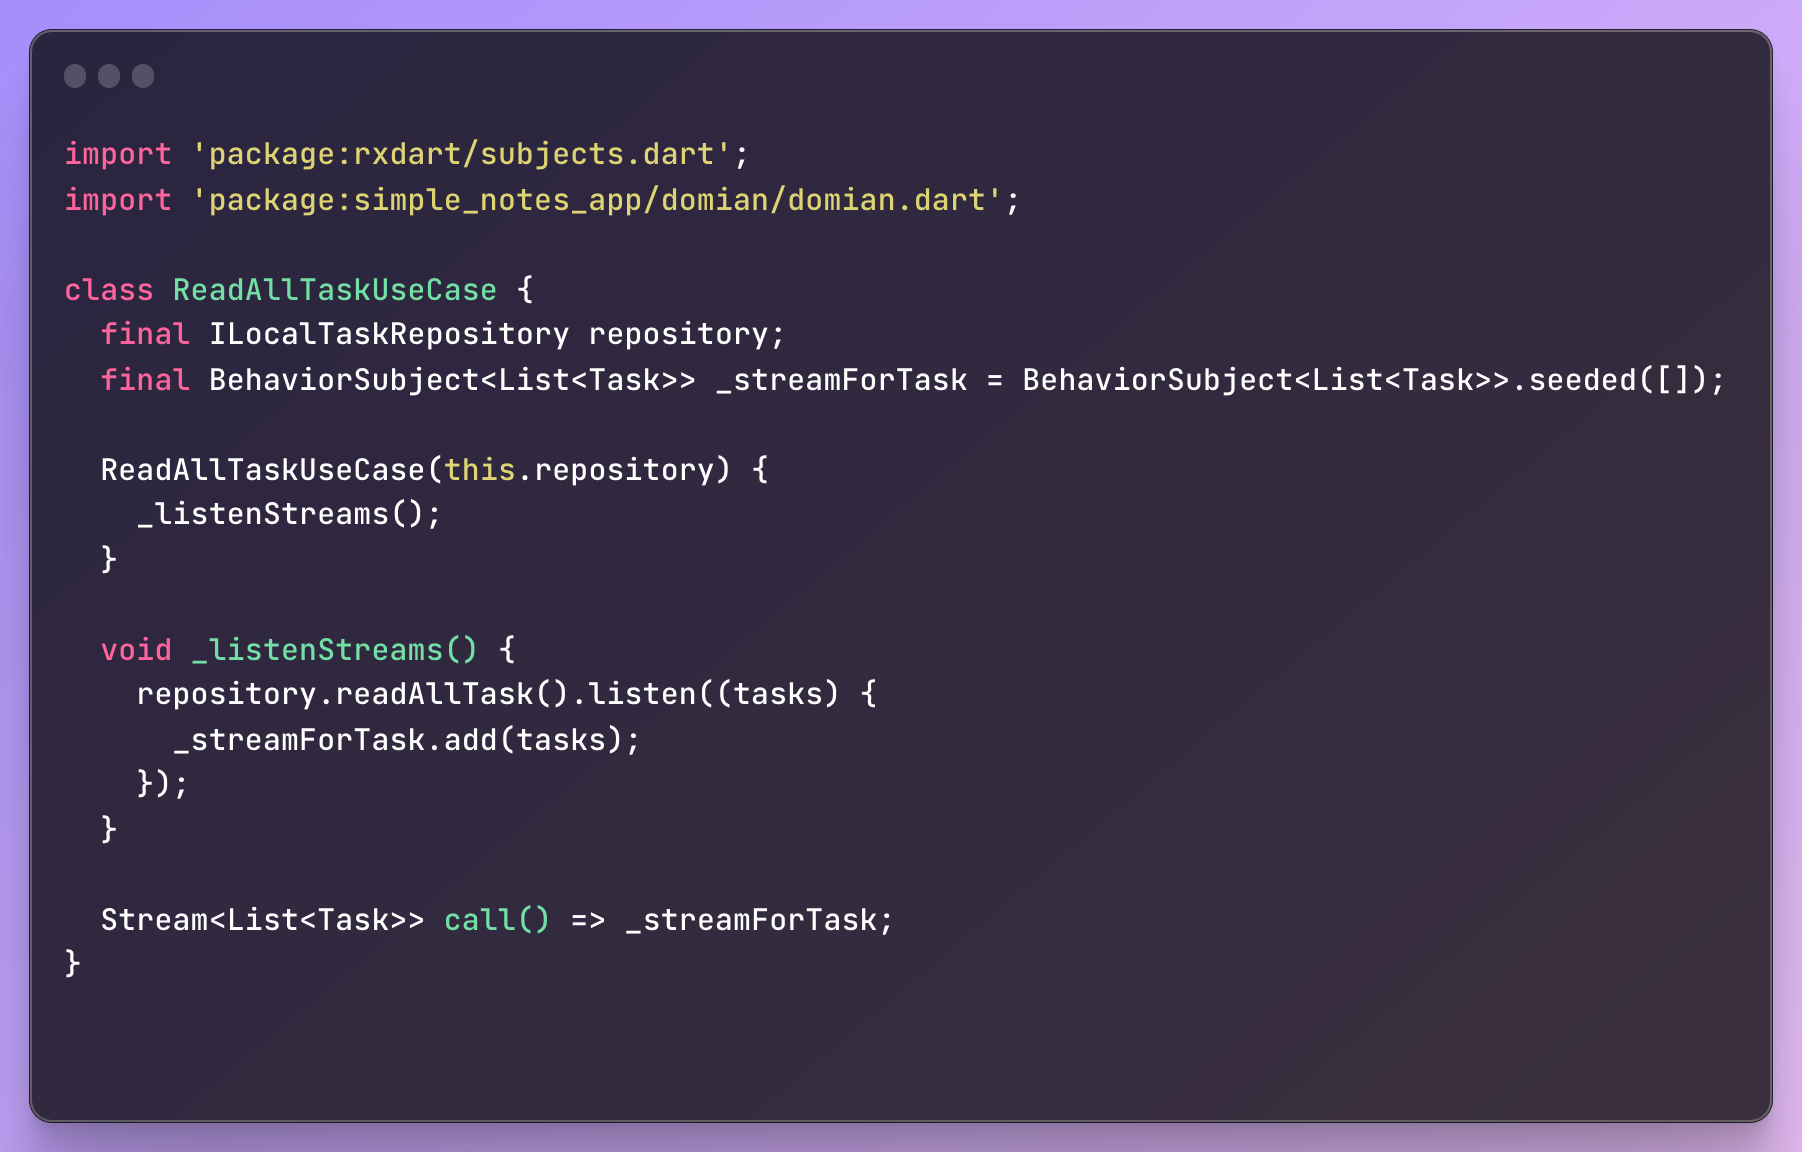 import 'package:rxdart/subjects.dart';
import 'package:simple_notes_app/domian/domian.dart';

class ReadAllTaskUseCase {
  final ILocalTaskRepository repository;
  final BehaviorSubject<List<Task>> _streamForTask = BehaviorSubject<List<Task>>.seeded([]);

  ReadAllTaskUseCase(this.repository) {
    _listenStreams();
  }

  void _listenStreams() {
    repository.readAllTask().listen((tasks) {
      _streamForTask.add(tasks);
    });
  }

  Stream<List<Task>> call() => _streamForTask;
}